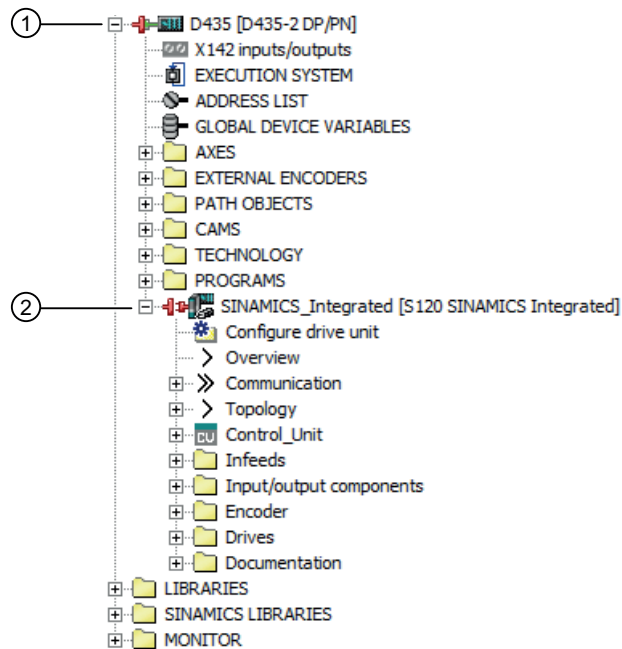 1 D435 [D435-2 DP/PN]
X142 inputs/outputs
EXECUTION SYSTEM
ADDRESS LIST
GLOBAL DEVICE VARIABLES
AXES
EXTERNAL ENCODERS
PATH OBJECTS
CAMS
TECHNOLOGY
PROGRAMS
2 SINAMICS_Integrated [S120 SINAMICS Integrated]
Configure drive unit
Overview
Communication
Topology
CU Control_Unit
Infeeds
Input/output components
Encoder
Drives
Documentation
LIBRARIES
SINAMICS LIBRARIES
MONITOR